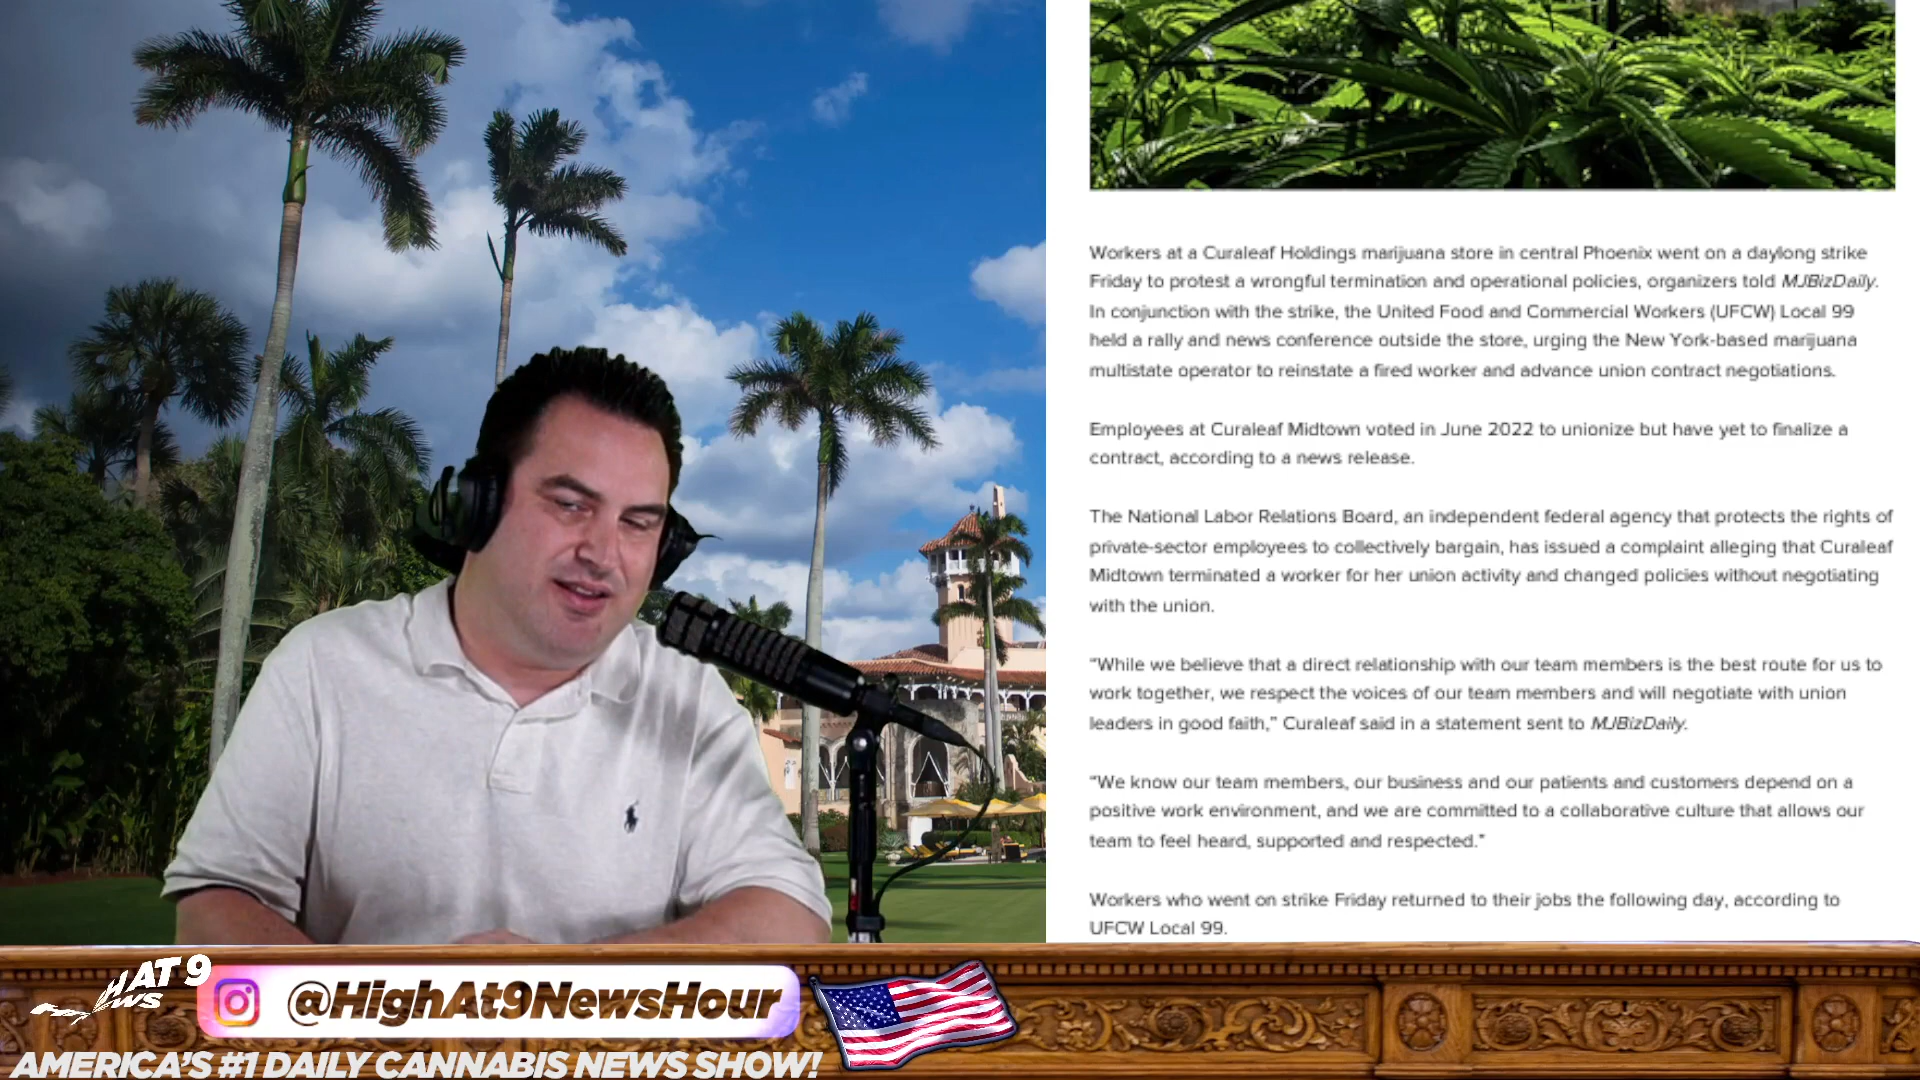 Workers at a Curaleaf Holdings marijuana store in central Phoenix went on a daylong strike
Friday to protest a wrongful termination and operational policies, organizers told MJBizDaily.
In conjunction with the strike, the United Food and Commercial Workers (UFCW) Local 99
held a rally and news conference outside the store, urging the New York-based marijuana
multistate operator to reinstate a fired worker and advance union contract negotiations.
Employees at Curaleaf Midtown voted in June 2022 to unionize but have yet to finalize a
contract, according to a news release.
The National Labor Relations Board, an independent federal agency that protects the rights of
private-sector employees to collectively bargain, has issued a complaint alleging that Curaleaf
Midtown terminated a worker for her union activity and changed policies without negotiating
with the union.
“While we believe that a direct relationship with our team members is the best route for us to
work together, we respect the voices of our team members and will negotiate with union
leaders in good faith,” Curaleaf said in a statement sent to MJBizDaily.
“We know our team members, our business and our patients and customers depend on a
positive work environment, and we are committed to a collaborative culture that allows our
team to feel heard, supported and respected.”
Workers who went on strike Friday returned to their jobs the following day, according to
UFCW Local 99.
AT 9
@HighAt9NewsHour
AMERICA'S #1 DAILY CANNABIS NEWS SHOW!